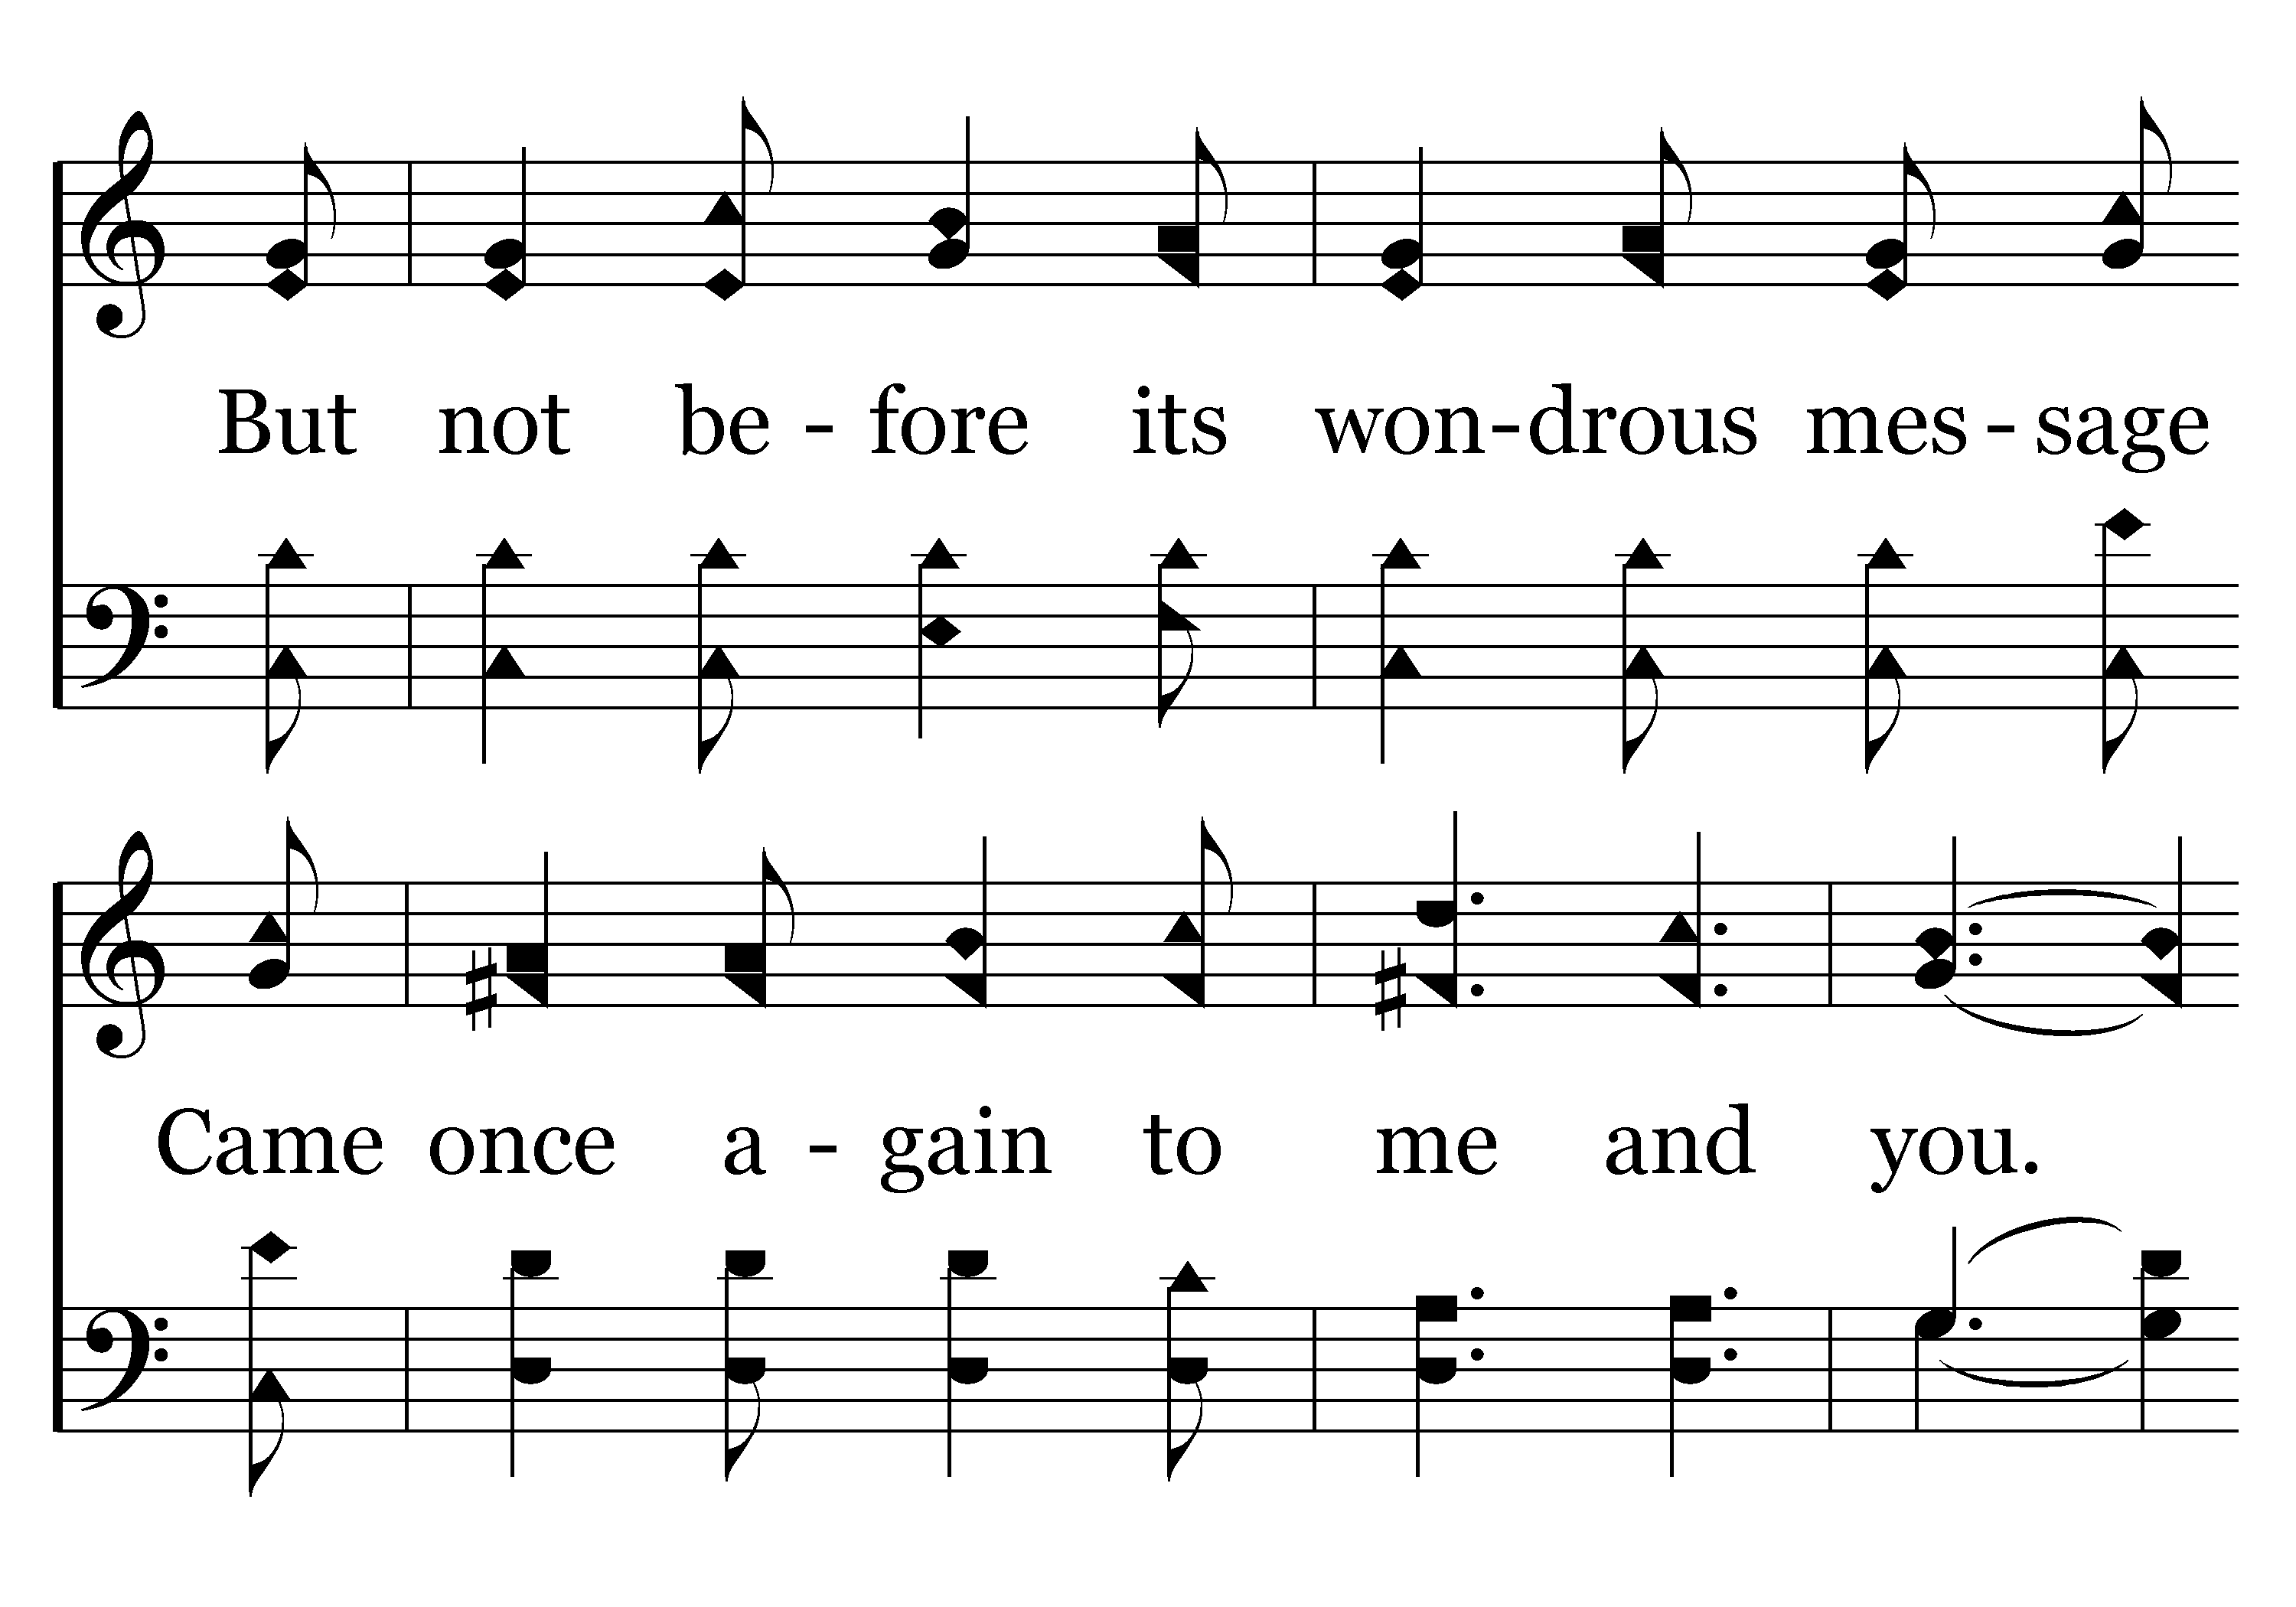 But not be - fore its won-drous mes - sage
Came once a - gain to me and you.